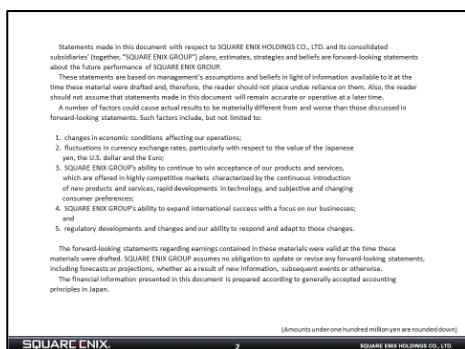 Statements made in this document with respect to SQUARE ENIX HOLDINGS CO., LTD. and its consolidated
subsidiaries' (together, "SQUARE ENIX GROUP") plans, estimates, strategies and beliefs are forward-looking statements
about the future performance of SQUARE ENIX GROUP.
These statements are based on management's assumptions and beliefs in light of information available to it at the
time these material were drafted and, therefore, the reader should not place undue reliance on them. Also, the reader
should not assume that statements made in this document will remain accurate or operative at a later time.
A number of factors could cause actual results to be materially different from and worse than those discussed in
forward-looking statements. Such factors include, but not limited to:
1. changes in economic conditions affecting our operations;
2. fluctuations in currency exchange rates, particularly with respect to the value of the Japanese
yen, the U.S. dollar and the Euro;
3. SQUARE ENIX GROUP's ability to continue to win acceptance of our products and services,
which are offered in highly competitive markets characterized by the continuous introduction
of new products and services, rapid developments in technology, and subjective and changing
consumer preferences;
4. SQUARE ENIX GROUP's ability to expand international success with a focus on our businesses;
and
5. regulatory developments and changes and our ability to respond and adapt to those changes.
The forward-looking statements regarding earnings contained in these materials were valid at the time these
materials were drafted. SQUARE ENIX GROUP assumes no obligation to update or revise any forward-looking statements,
including forecasts or projections, whether as a result of new information, subsequent events or otherwise.
The financial information presented in this document is prepared according to generally accepted accounting
principles in Japan.
(Amounts under one hundred million yen are rounded down)
SQUARE ENIX. 2 SQUARE ENIX HOLDINGS CO., LTD.